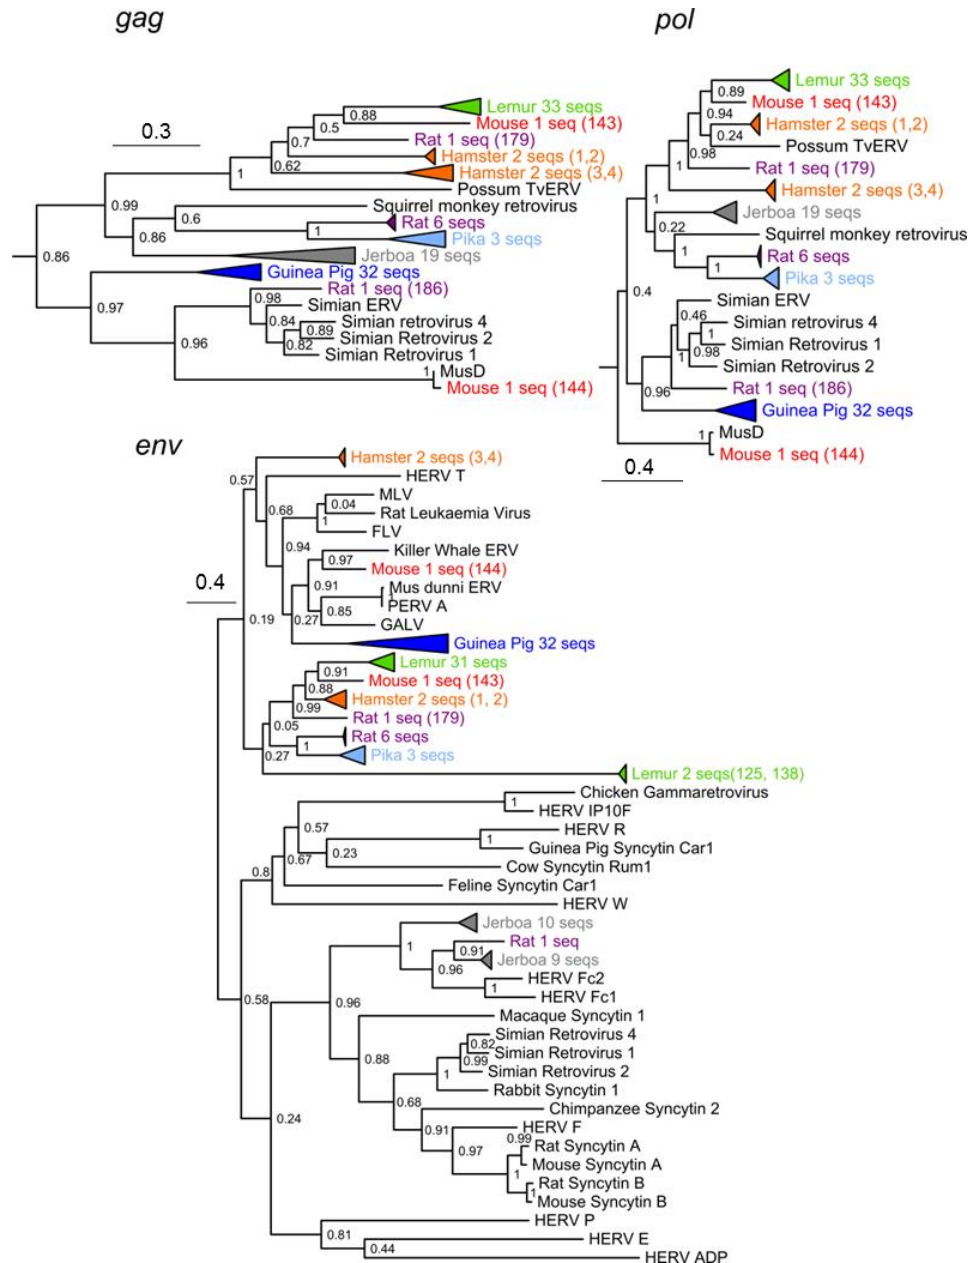 gag
0.3
Lemur 33 seqs
0.88
Mouse 1 seq (143)
0.5
Rat 1 seq (179)
0.7
Hamster 2 seqs (1,2)
0.62
Hamster 2 seqs (3,4)
1
Possum TvERV
0.99
Squirrel monkey retrovirus
0.6
Rat 6 seqs
1
Pika 3 seqs
0.86
Jerboa 19 seqs
0.86
Guinea Pig 32 seqs
Rat 1 seq (186)
0.98
Simian ERV
0.97
0.84
Simian retrovirus 4
0.89
Simian Retrovirus 2
0.82
0.96
Simian Retrovirus 1
MusD
1
Mouse 1 seq (144)
pol
Lemur 33 seqs
0.89
Mouse 1 seq (143)
0.94
Hamster 2 seqs (1,2)
0.24
Possum TvERV
0.98
1
Rat 1 seq (179)
Hamster 2 seqs (3,4)
1
Jerboa 19 seqs
0.22
Squirrel monkey retrovirus
Rat 6 seqs
1
1
Pika 3 seqs
0.4
Simian ERV
0.46
Simian retrovirus 4
1
Simian Retrovirus 1
0.98
1
Simian Retrovirus 2
0.96
Rat 1 seq (186)
Guinea Pig 32 seqs
MusD
1
Mouse 1 seq (144)
0.4
env
Hamster 2 seqs (3,4)
0.57
HERV T
MLV
0.04
0.68
Rat Leukaemia Virus
1
FLV
0.94
Killer Whale ERV
0.97
Mouse 1 seq (144)
0.4
0.91
Mus dunni ERV
1
PERV A
0.85
0.19
0.27
GALV
Guinea Pig 32 seqs
Lemur 31 seqs
0.91
Mouse 1 seq (143)
0.88
Hamster 2 seqs (1, 2)
0.99
Rat 1 seq (179)
0.05
Rat 6 seqs
1
0.27
Pika 3 seqs
Lemur 2 seqs(125, 138)
Chicken Gammaretrovirus
1
HERV IP10F
0.57
HERV R
1
Guinea Pig Syncytin Car1
0.23
0.67
0.8
Cow Syncytin Rum1
Feline Syncytin Car1
HERV W
Jerboa 10 seqs
1
Rat 1 seq
0.91
Jerboa 9 seqs
0.96
HERV Fc2
1
HERV Fc1
0.58
0.96
Macaque Syncytin 1
Simian Retrovirus 4
0.82
Simian Retrovirus 1
0.99
0.88
Simian Retrovirus 2
1
Rabbit Syncytin 1
0.68
Chimpanzee Syncytin 2
0.24
HERV F
0.91
0.99
Rat Syncytin A
0.97
Mouse Syncytin A
1
Rat Syncytin B
1
Mouse Syncytin B
HERV P
0.81
HERV E
0.44
HERV ADP